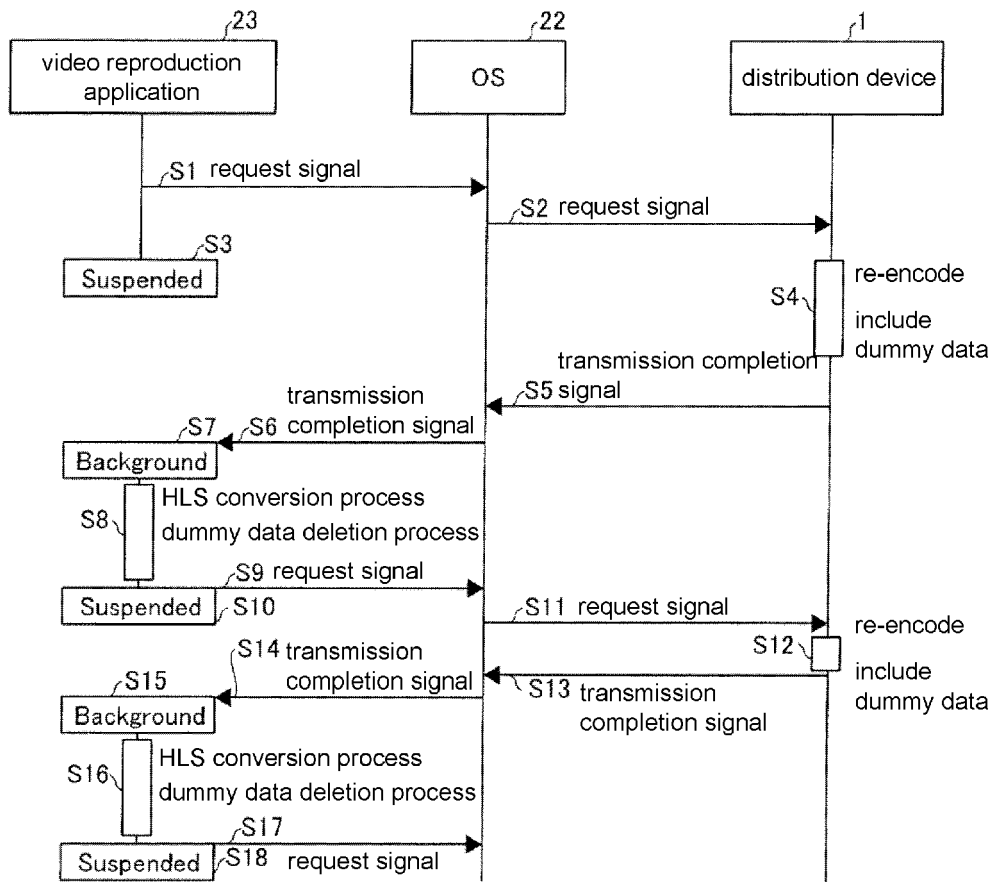 23
22
1
video reproduction
application
OS
distribution device
S1 request signal
S2 request signal
S3
Suspended
S4
re-encode
include
dummy data
transmission completion
S5 signal
transmission
S7 S6 completion signal
Background
S8
HLS conversion process
dummy data deletion process
S9 request signal
Suspended S10
S11 request signal
re-encode
S12
include
dummy data
S14 transmission
completion signal
S13 transmission
completion signal
S15
Background
S16
HLS conversion process
dummy data deletion process
S17
Suspended S18 request signal